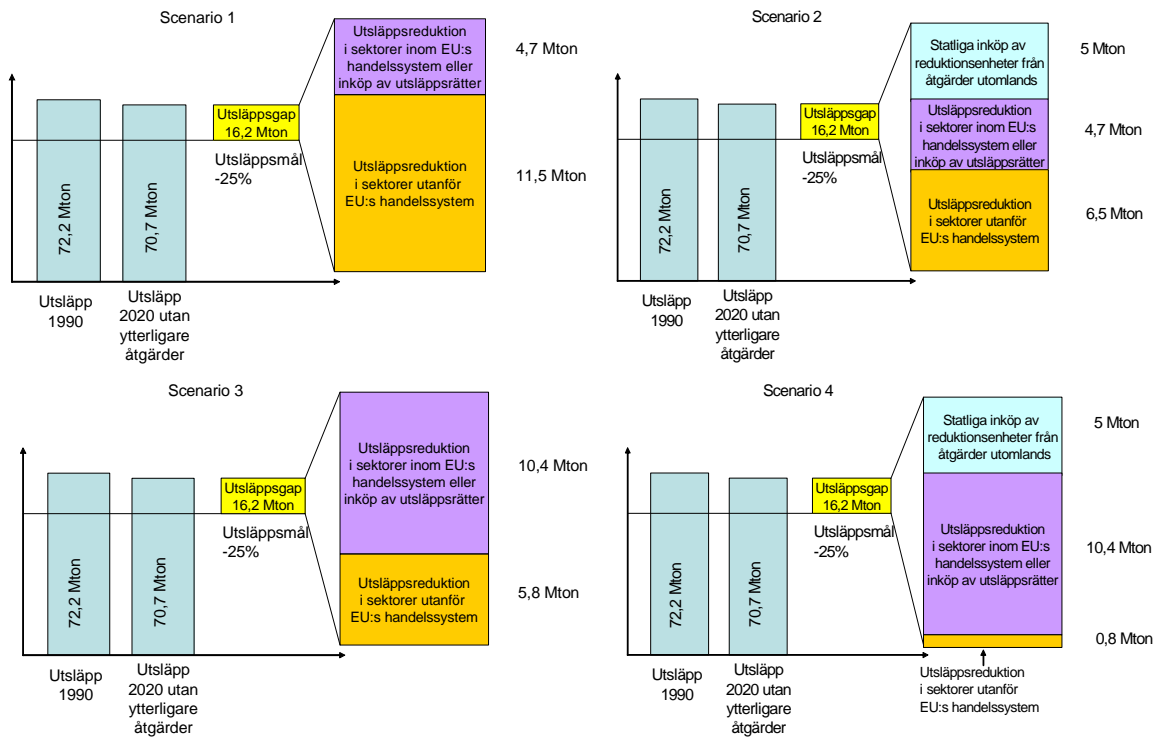 Scenario 1
Utsläppsreduktion
i sektorer inom EU:s
handelssystem eller
inköp av utsläpprätter
4,7 Mton
Utsläppsgap
16,2 Mton
Utsläppsmål
-25%
Utsläppsreduktion
i sektorer utanför
EU:s handelssystem
11,5 Mton
72,2 Mton
70,7 Mton
Utsläpp
1990
Utsläpp
2020 utan
ytterligare
åtgärder
Scenario 2
Statliga inköp av
reduktionsenheter från
åtgärder utomlands
5 Mton
Utsläppsgap
16,2 Mton
Utsläppsmål
-25%
Utsläppsreduktion
i sektorer inom EU:s
handelssystem eller
inköp av utsläppsrätter
4,7 Mton
Utsläppsreduktion
i sektorer utanför
EU:s handelssystem
6,5 Mton
72,2 Mton
70,7 Mton
Utsläpp
1990
Utsläpp
2020 utan
ytterligare
åtgärder
Scenario 3
Utsläppsreduktion
i sektorer inom EU:s
handelssystem eller
inköp av utsläppsrätter
10,4 Mton
Utsläppsgap
16,2 Mton
Utsläppsmål
-25%
Utsläppsreduktion
i sektorer utanför
EU:s handelssystem
5,8 Mton
72,2 Mton
70,7 Mton
Utsläpp
1990
Utsläpp
2020 utan
ytterligare
åtgärder
Scenario 4
Statliga inköp av
reduktionsenheter från
åtgärder utomlands
5 Mton
Utsläppsgap
16,2 Mton
Utsläppsmål
-25%
Utsläppsreduktion
i sektorer inom EU:s
handelssystem eller
inköp av utsläppsrätter
10,4 Mton
0,8 Mton
72,2 Mton
70,7 Mton
Utsläpp
1990
Utsläpp
2020 utan
ytterligare
åtgärder
Utsläppsreduktion
i sektorer utanför
EU:s handelssystem